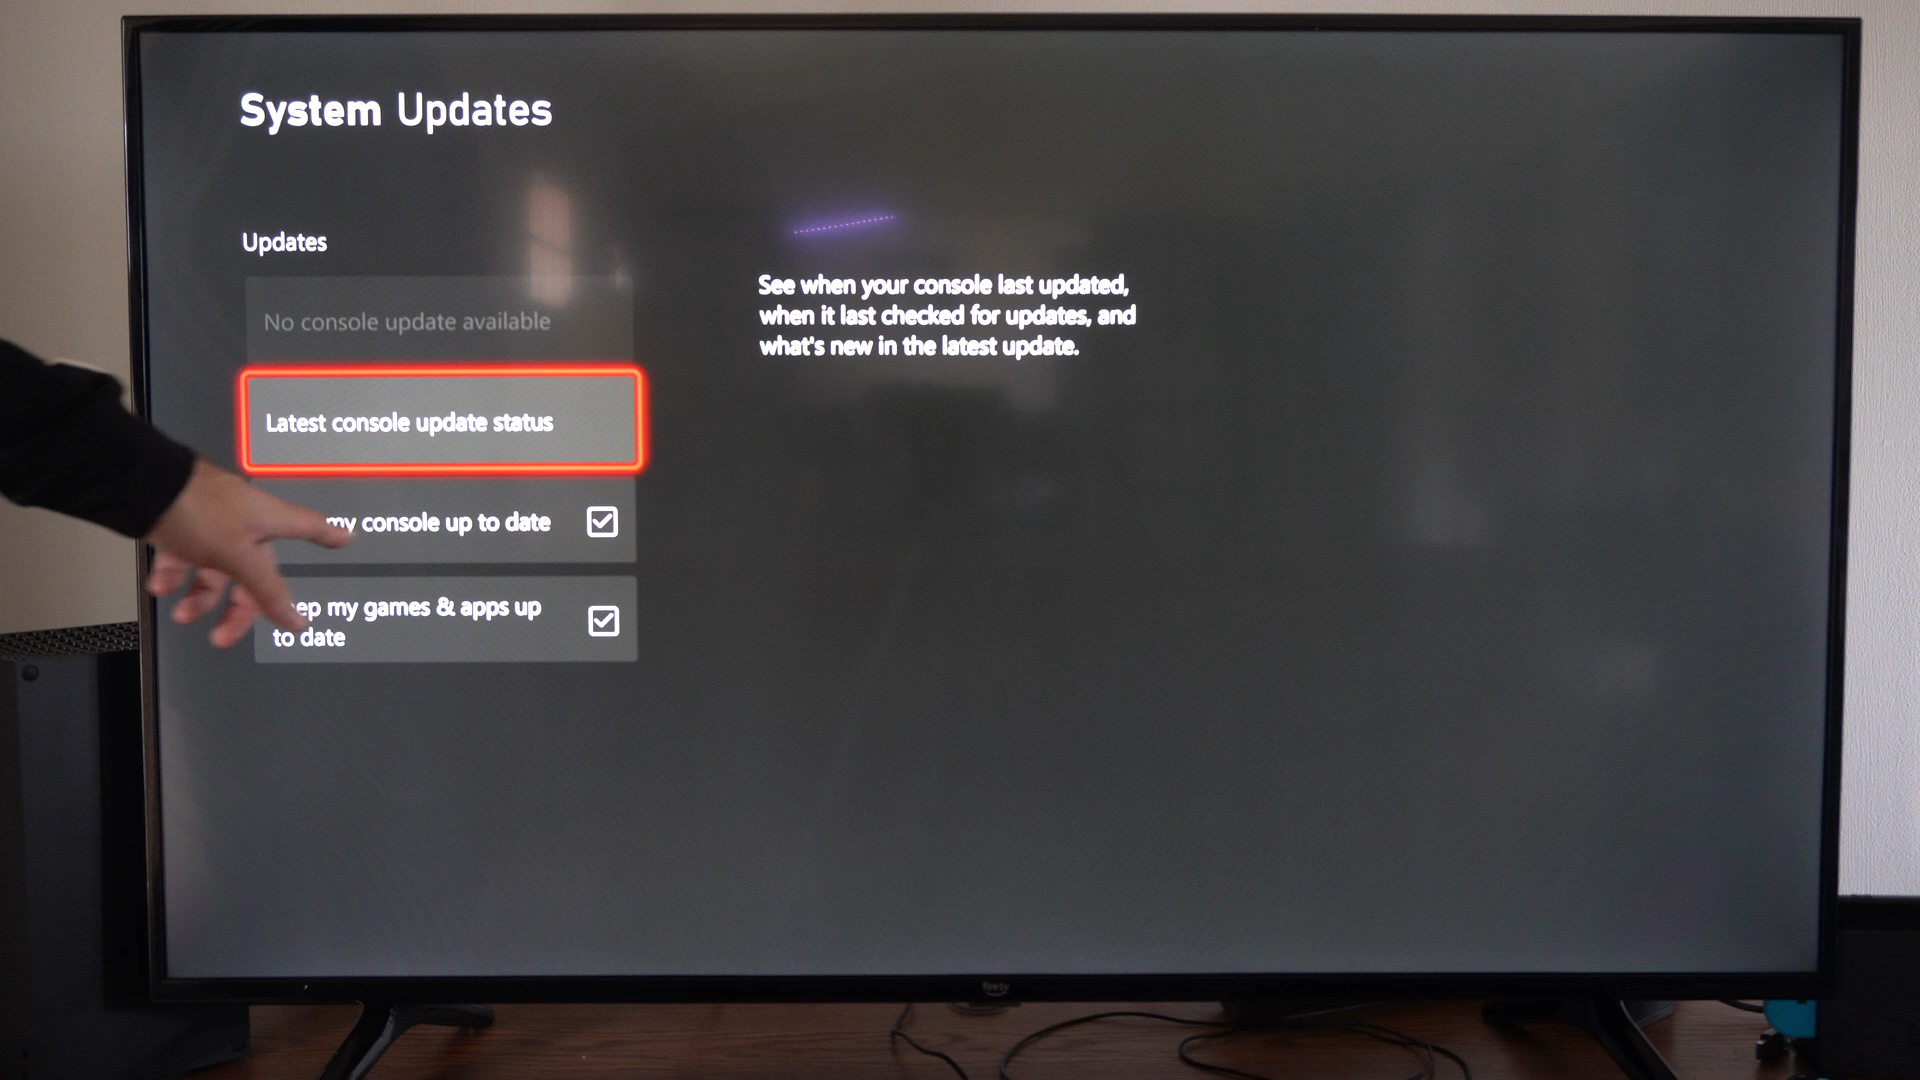 System Updates
Updates
No console update available
Latest console update status
my console up to date
my games & apps up
to date
See when your console last updated,
when it last checked for updates, and
what's new in the latest update.
firetv